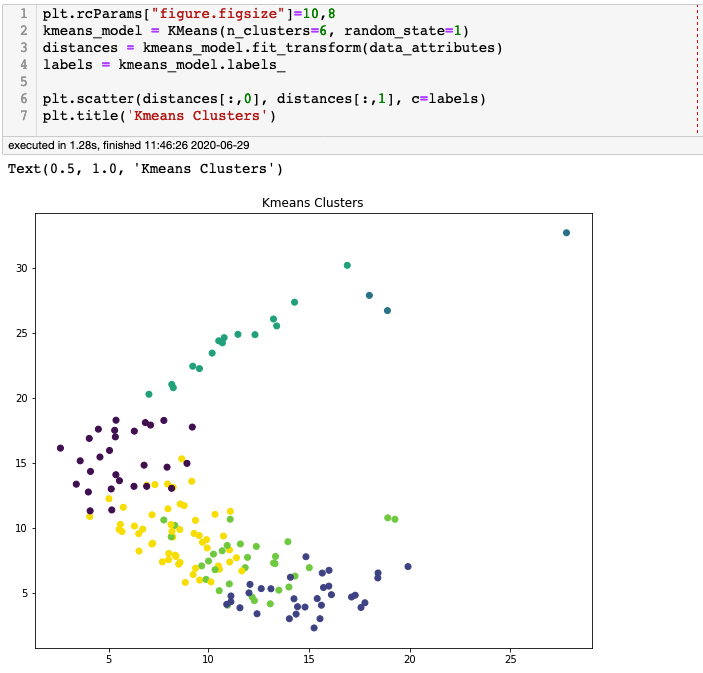 1 plt.rcParams["figure.figsize"]=10,8
2 kmeans_model = KMeans(n_clusters=6, random_state=1)
3 distances = kmeans_model.fit_transform(data_attributes)
4 labels = kmeans_model.labels_
5
6 plt.scatter(distances[:,0], distances[:,1], c=labels)
7 plt.title('Kmeans Clusters')
executed in 1.28s, finished 11:46:26 2020-06-29
Text(0.5, 1.0, 'Kmeans Clusters')
Kmeans Clusters
30
25
20
15
10
5
5 10 15 20 25